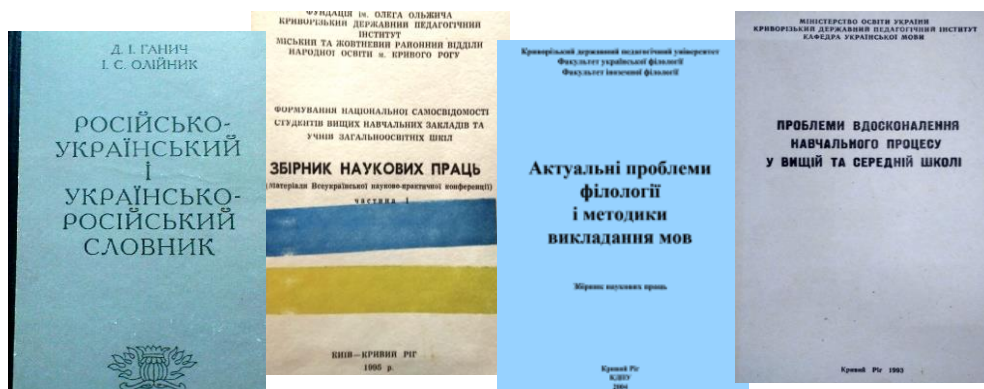 Д. І. ГАНИЧ
І. С. ОЛІЙНИК
РОСІЙСЬКО-
УКРАЇНСЬКИЙ
І
УКРАЇНСЬКО-
РОСІЙСЬКИЙ
СЛОВНИК
ФУНДАЦІЯ ім. ОЛЕГА ОЛЬЖИЧА
КРИВОРІЗЬКИЙ ДЕРЖАВНИЙ ПЕДАГОГІЧНИЙ
ІНСТИТУТ
МІСЬКИЙ ТА ЖОВТНЕВИЙ РАЙОННИЙ ВІДДІЛИ
НАРОДНОЇ ОСВІТИ м. КРИВОГО РОГУ
ФОРМУВАННЯ НАЦІОНАЛЬНОЇ САМОСВІДОМОСТІ
СТУДЕНТІВ ВИЩИХ НАВЧАЛЬНИХ ЗАКЛАДІВ ТА
УЧНІВ ЗАГАЛЬНООСВІТНІХ ШКІЛ
ЗБІРНИК НАУКОВИХ ПРАЦЬ
(Матеріали Всеукраїнської науково-практичної конференції)
частина I
КИЇВ—КРИВИЙ РІГ
1995 р.
Криворізький державний педагогічний університет
Факультет української філології
Факультет іноземної філології
Актуальні проблеми
філології
і методики
викладання мов
Збірник наукових праць
Кривий Ріг
КДПУ
2004
МІНІСТЕРСТВО ОСВІТИ УКРАЇНИ
КРИВОРІЗЬКИЙ ДЕРЖАВНИЙ ПЕДАГОГІЧНИЙ ІНСТИТУТ
КАФЕДРА УКРАЇНСЬКОЇ МОВИ
ПРОБЛЕМИ ВДОСКОНАЛЕННЯ
НАВЧАЛЬНОГО ПРОЦЕСУ
У ВИЩІЙ ТА СЕРЕДНІЙ ШКОЛІ
Кривой Ріг 1993